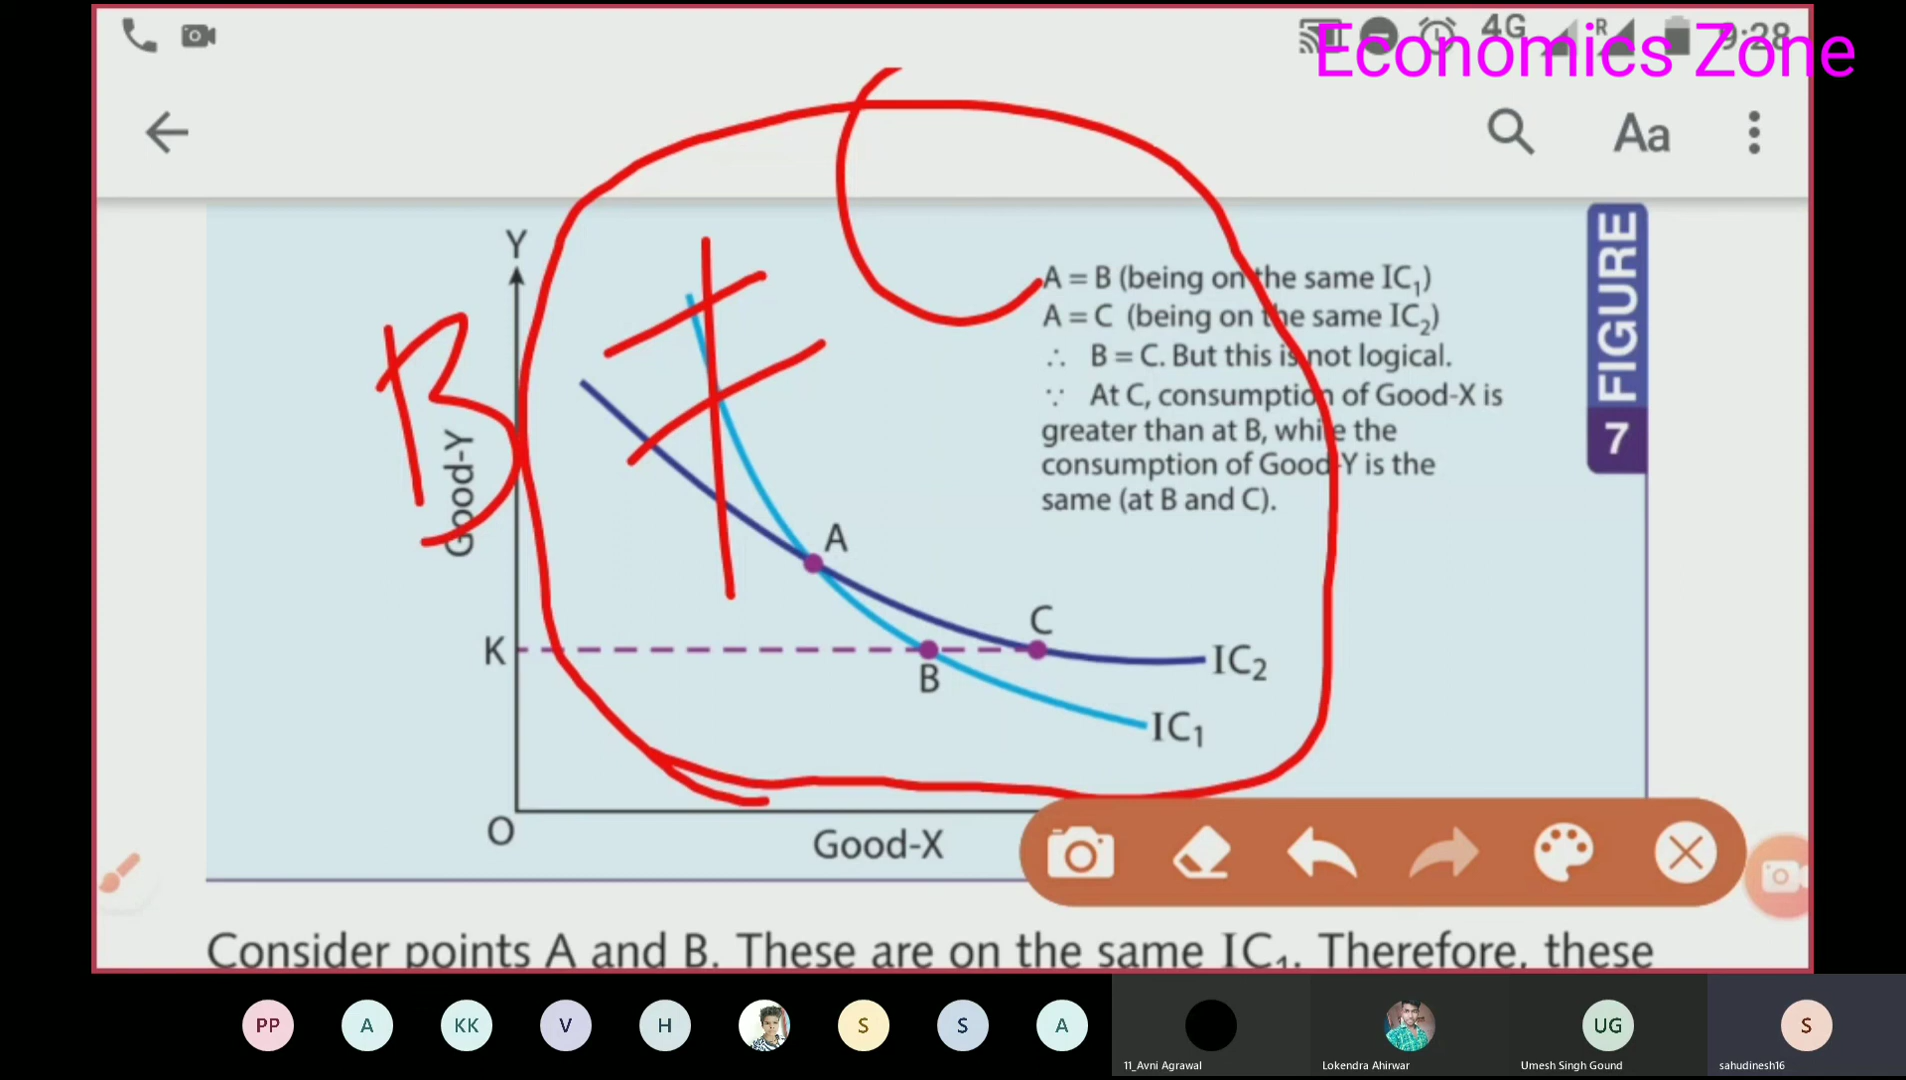 4G R 9:28
Economics Zone
Aa
FIGURE
7
Y
A = B (being on the same IC₁)
A = C (being on the same IC₂)
∴ B = C. But this is not logical.
∵ At C, consumption of Good-X is
greater than at B, while the
consumption of Good-Y is the
same (at B and C).
B ≠ C
Good-Y
A
C
K
B
IC₂
IC₁
O
Good-X
Consider points A and B. These are on the same IC₁. Therefore, these
PP A KK V H S S A UG S
11_Avni Agrawal Lokendra Ahirwar Umesh Singh Gound sahudinesh16